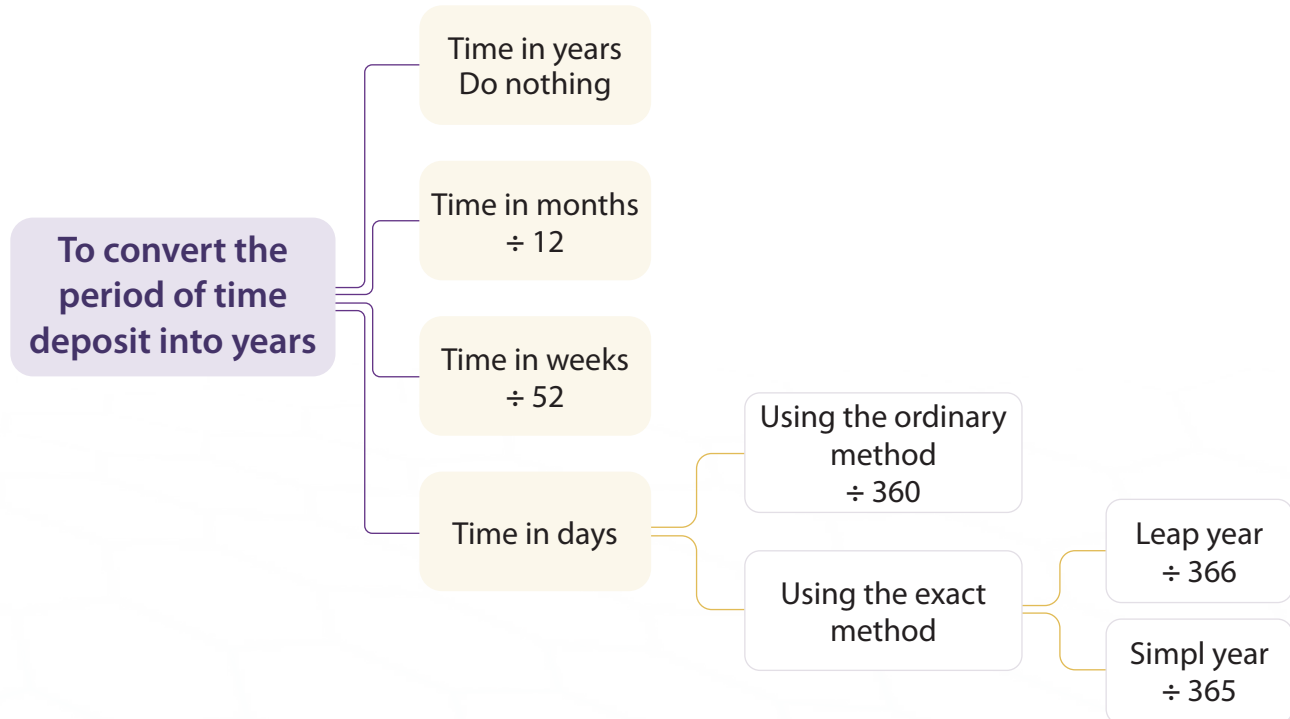 To convert the
period of time
deposit into years
Time in years
Do nothing
Time in months
÷ 12
Time in weeks
÷ 52
Time in days
Using the ordinary
method
÷ 360
Using the exact
method
Leap year
÷ 366
Simpl year
÷ 365